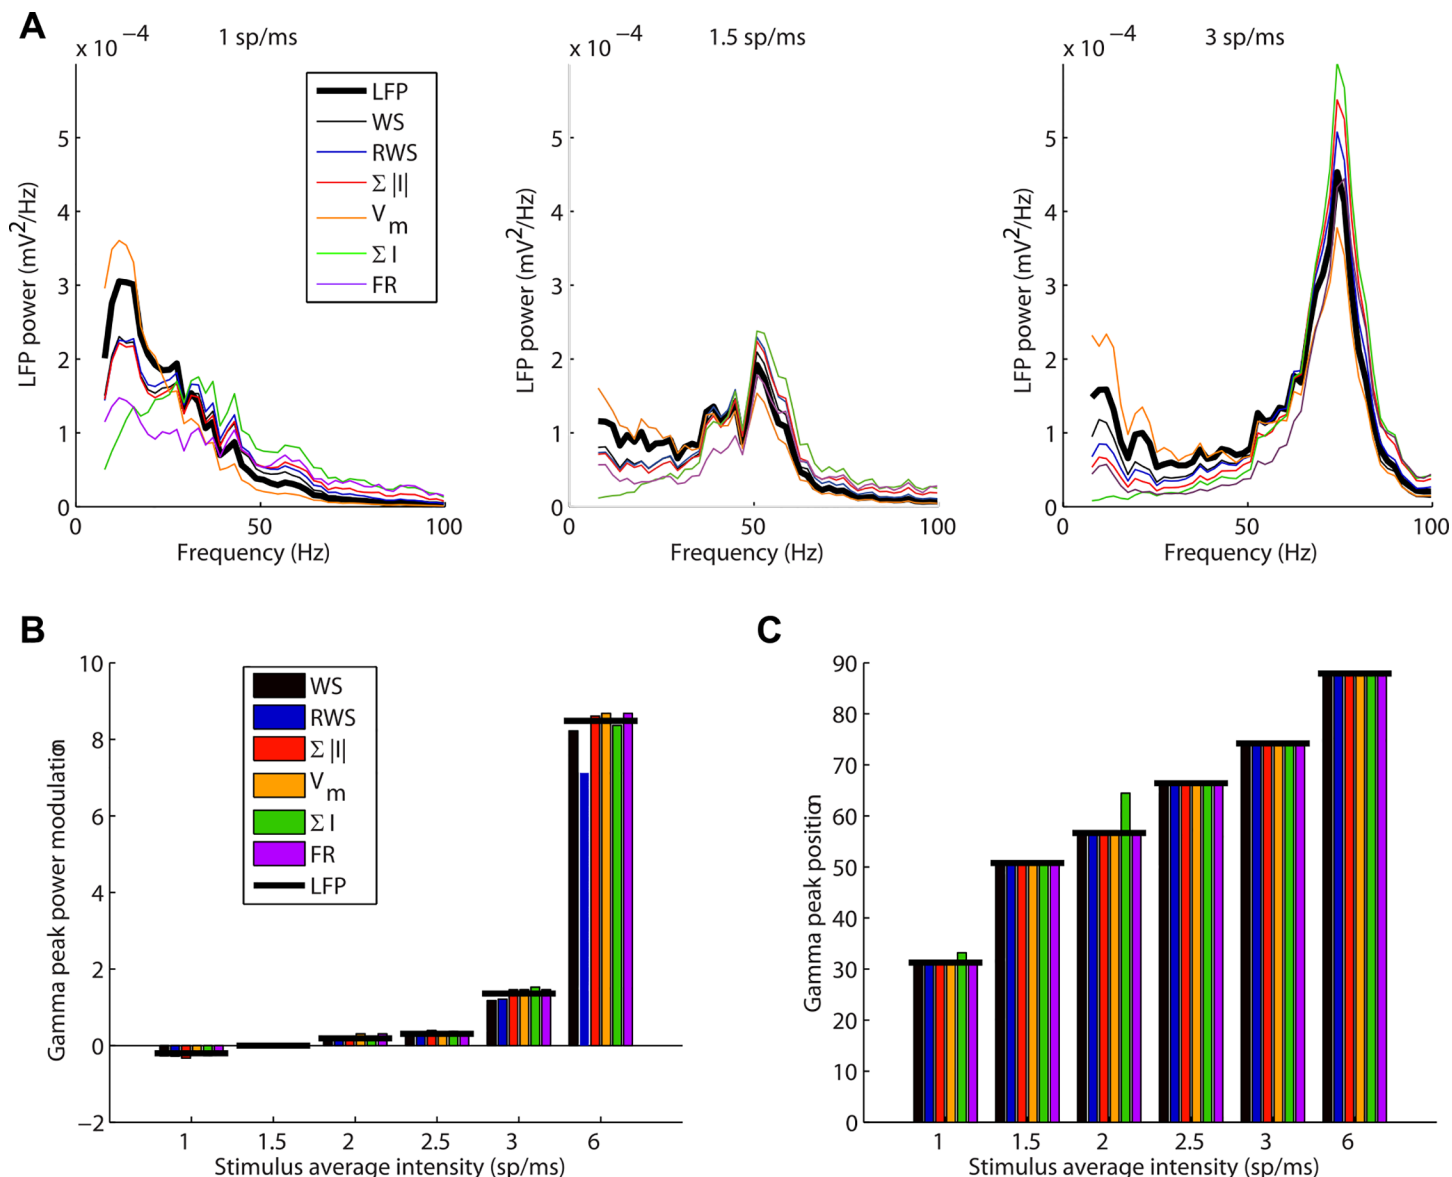 A
x 10⁻⁴ 1 sp/ms
x 10⁻⁴ 1.5 sp/ms
x 10⁻⁴ 3 sp/ms
LFP power (mV²/Hz)
5
4
3
2
1
0
0 50 100
Frequency (Hz)
LFP
WS
RWS
Σ |I|
V m
Σ I
FR
LFP power (mV²/Hz)
5
4
3
2
1
0
0 50 100
Frequency (Hz)
LFP power (mV²/Hz)
5
4
3
2
1
0
0 50 100
Frequency (Hz)
B
Gamma peak power modulation
10
8
6
4
2
0
−2
1 1.5 2 2.5 3 6
Stimulus average intensity (sp/ms)
WS
RWS
Σ |I|
V m
Σ I
FR
LFP
C
Gamma peak position
90
80
70
60
50
40
30
20
10
0
1 1.5 2 2.5 3 6
Stimulus average intensity (sp/ms)